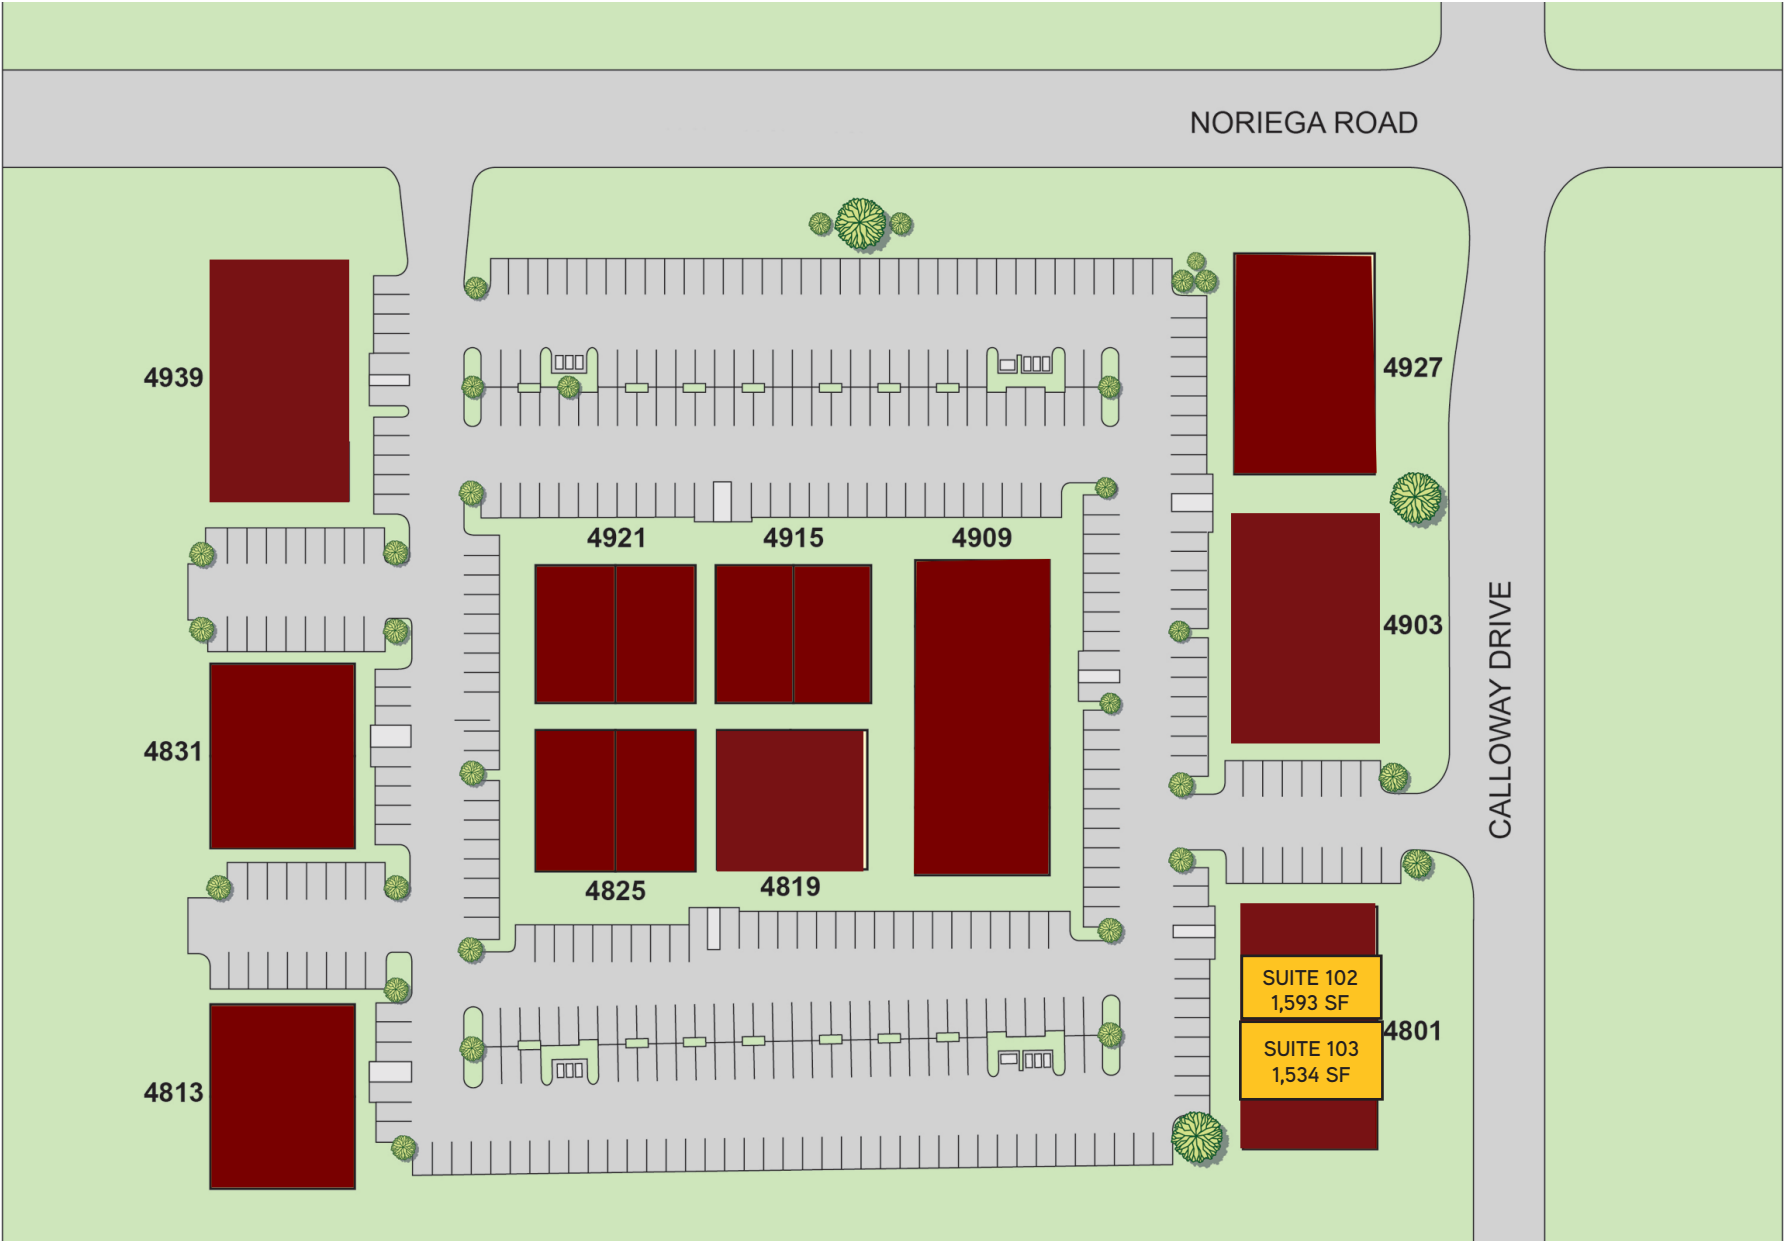 NORIEGA ROAD
4939
4927
4921
4915
4909
4903
CALLOWAY DRIVE
4831
4825
4819
SUITE 102
1,593 SF
4801
SUITE 103
1,534 SF
4813